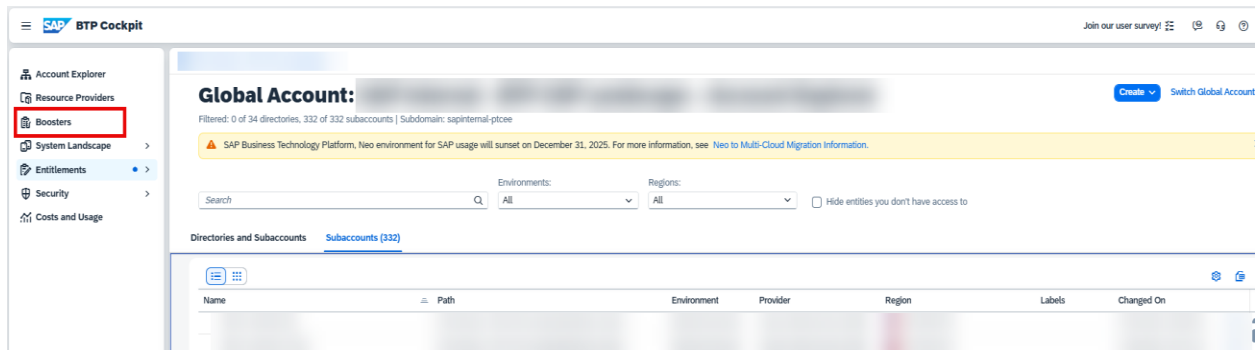 SAP BTP Cockpit
Join our user survey!
Account Explorer
Resource Providers
Boosters
System Landscape
Entitlements
Security
Costs and Usage
Global Account:
Create
Switch Global Account
Filtered: 0 of 34 directories, 332 of 332 subaccounts | Subdomain: sapinternal-ptcee
SAP Business Technology Platform, Neo environment for SAP usage will sunset on December 31, 2025. For more information, see Neo to Multi-Cloud Migration Information.
Environments:
Regions:
Search
All
All
Hide entities you don't have access to
Directories and Subaccounts
Subaccounts (332)
Name
Path
Environment
Provider
Region
Labels
Changed On